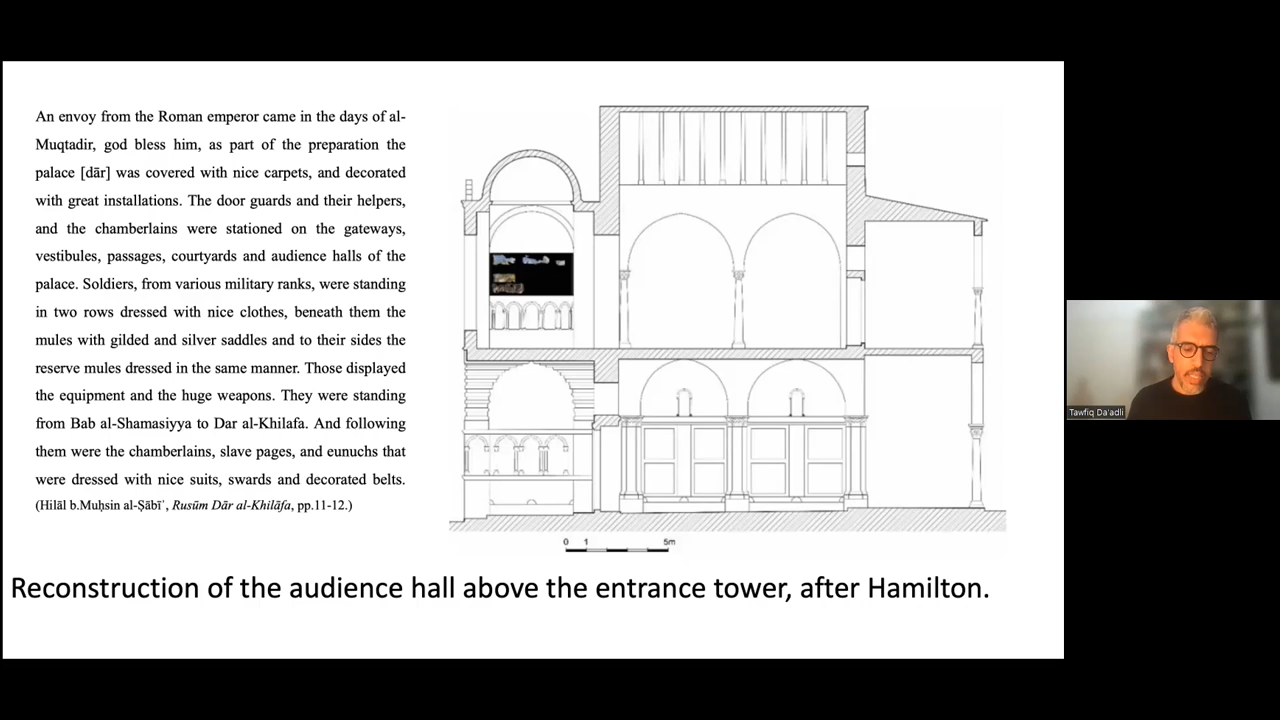 An envoy from the Roman emperor came in the days of al-
Muqtadir, god bless him, as part of the preparation the
palace [dār] was covered with nice carpets, and decorated
with great installations. The door guards and their helpers,
and the chamberlains were stationed on the gateways,
vestibules, passages, courtyards and audience halls of the
palace. Soldiers, from various military ranks, were standing
in two rows dressed with nice clothes, beneath them the
mules with gilded and silver saddles and to their sides the
reserve mules dressed in the same manner. Those displayed
the equipment and the huge weapons. They were standing
from Bab al-Shamasiyya to Dar al-Khilafa. And following
them were the chamberlains, slave pages, and eunuchs that
were dressed with nice suits, swards and decorated belts.
(Hilāl b.Muḥsin al-Ṣābīʾ, Rusūm Dār al-Khilāfa, pp.11-12.)
0 1 5m
Reconstruction of the audience hall above the entrance tower, after Hamilton.
Tawfiq Da'adli